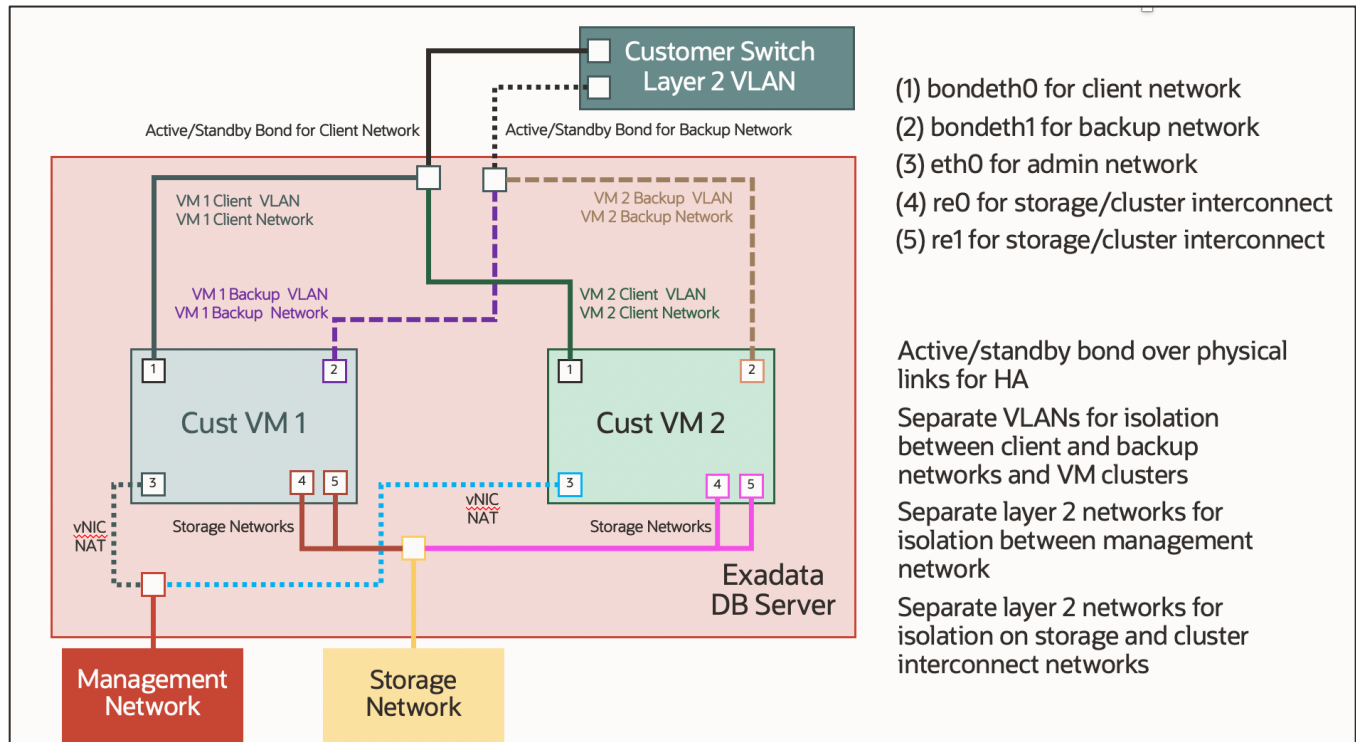 Customer Switch
Layer 2 VLAN
Active/Standby Bond for Client Network
Active/Standby Bond for Backup Network
VM 1 Client VLAN
VM 1 Client Network
VM 2 Backup VLAN
VM 2 Backup Network
VM 1 Backup VLAN
VM 1 Backup Network
VM 2 Client VLAN
VM 2 Client Network
1
2
Cust VM 1
3
4
5
1
2
Cust VM 2
3
4
5
vNIC
NAT
Storage Networks
vNIC
NAT
Storage Networks
Exadata
DB Server
Management
Network
Storage
Network
(1) bondeth0 for client network
(2) bondeth1 for backup network
(3) eth0 for admin network
(4) re0 for storage/cluster interconnect
(5) re1 for storage/cluster interconnect
Active/standby bond over physical
links for HA
Separate VLANs for isolation
between client and backup
networks and VM clusters
Separate layer 2 networks for
isolation between management
network
Separate layer 2 networks for
isolation on storage and cluster
interconnect networks